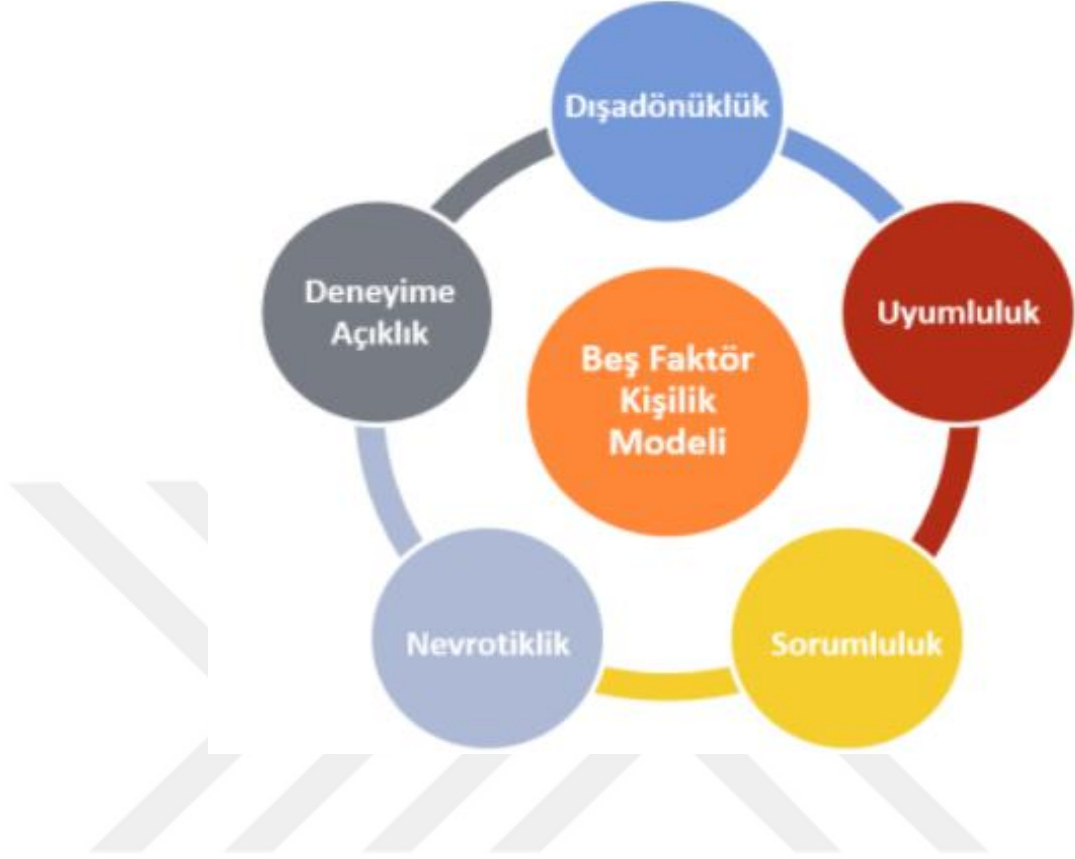 Dışadönüklük
Uyumluluk
Sorumluluk
Nevrotiklik
Deneyime
Açıklık
Beş Faktör
Kişilik
Modeli